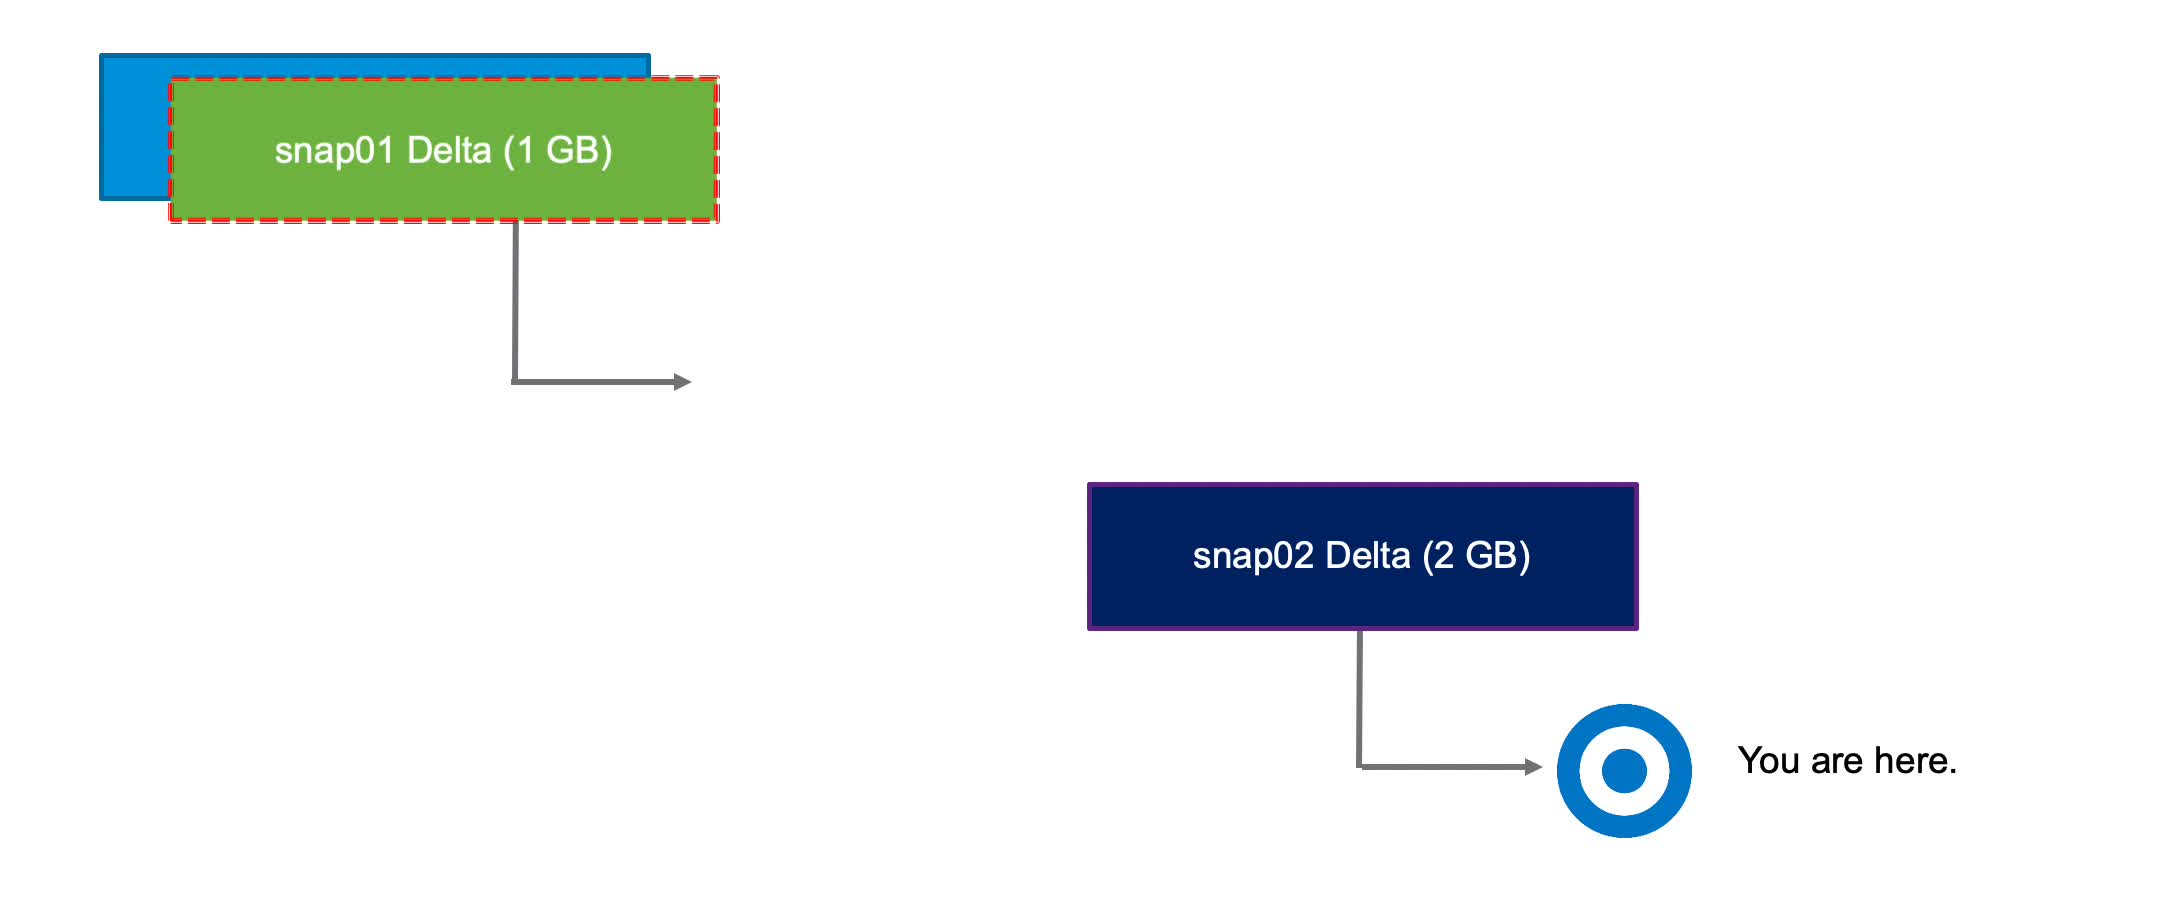 snap01 Delta (1 GB)
snap02 Delta (2 GB)
You are here.